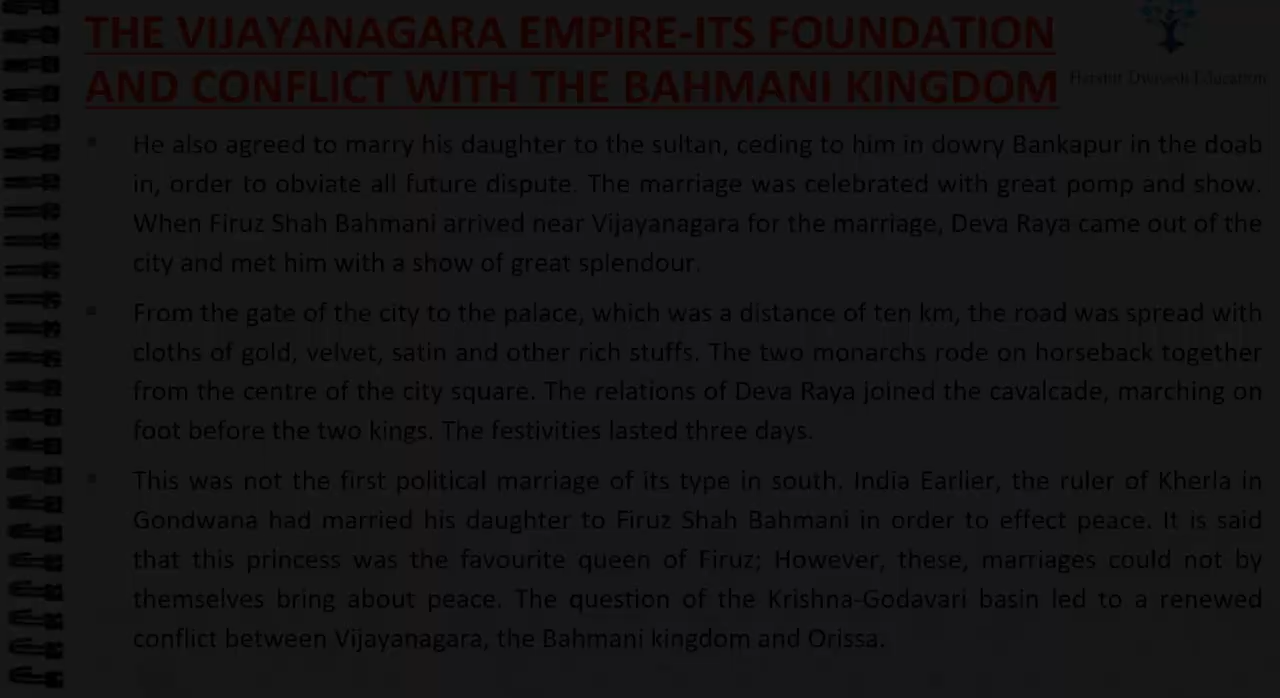 THE VIJAYANAGARA EMPIRE-ITS FOUNDATION
AND CONFLICT WITH THE BAHMANI KINGDOM
Harshit Dwivedi Education
▪ He also agreed to marry his daughter to the sultan, ceding to him in dowry Bankapur in the doab
in, order to obviate all future dispute. The marriage was celebrated with great pomp and show.
When Firuz Shah Bahmani arrived near Vijayanagara for the marriage, Deva Raya came out of the
city and met him with a show of great splendour.
▪ From the gate of the city to the palace, which was a distance of ten km, the road was spread with
cloths of gold, velvet, satin and other rich stuffs. The two monarchs rode on horseback together
from the centre of the city square. The relations of Deva Raya joined the cavalcade, marching on
foot before the two kings. The festivities lasted three days.
▪ This was not the first political marriage of its type in south. India Earlier, the ruler of Kherla in
Gondwana had married his daughter to Firuz Shah Bahmani in order to effect peace. It is said
that this princess was the favourite queen of Firuz; However, these, marriages could not by
themselves bring about peace. The question of the Krishna-Godavari basin led to a renewed
conflict between Vijayanagara, the Bahmani kingdom and Orissa.